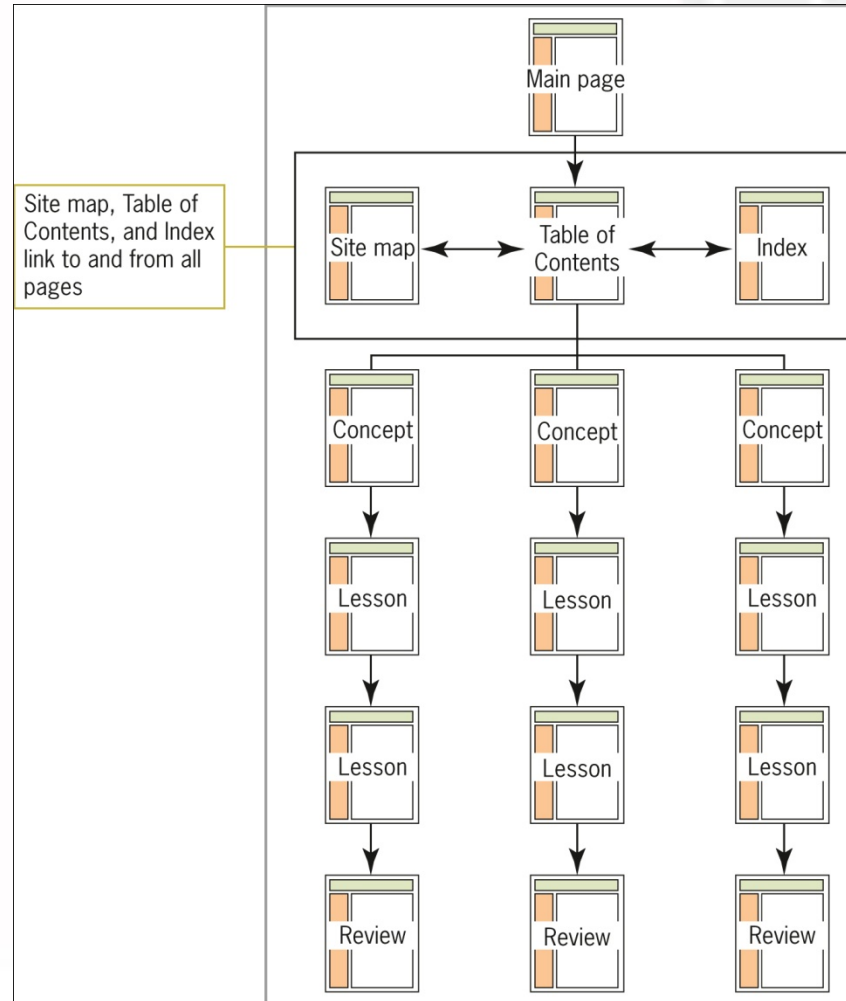 Main page
Site map, Table of
Contents, and Index
link to and from all
pages
Site map
Table of
Contents
Index
Concept
Concept
Concept
Lesson
Lesson
Lesson
Lesson
Lesson
Lesson
Review
Review
Review